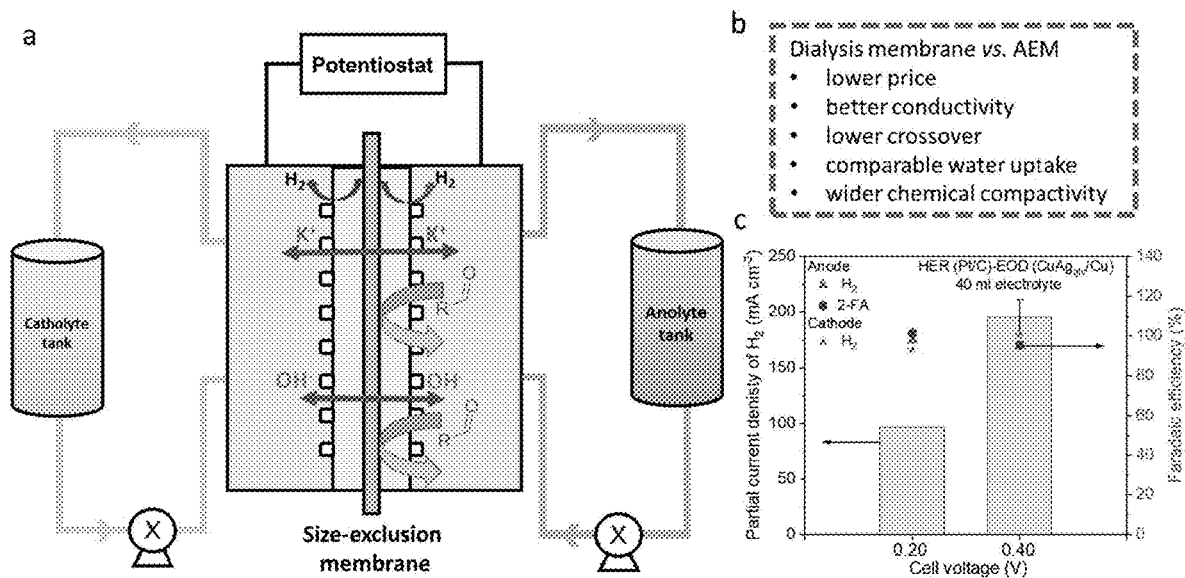 a
Potentiostat
H₂
H₂
K⁺
K⁺
O
R
Catholyte
tank
Anolyte
tank
OH
OH
O
R
X
X
Size-exclusion
membrane
b
Dialysis membrane vs. AEM
• lower price
• better conductivity
• lower crossover
• comparable water uptake
• wider chemical compactivity
c
Anode
H₂
2-FA
Cathode
H₂
HER (Pt/C)-EOD (CuAg/Cu)
40 ml electrolyte
Partial current denisty of H₂ (mA cm⁻²)
250
200
150
100
50
0
140
120
100
80
60
40
20
0
Faradaic efficiency (%)
0.20
0.40
Cell voltage (V)